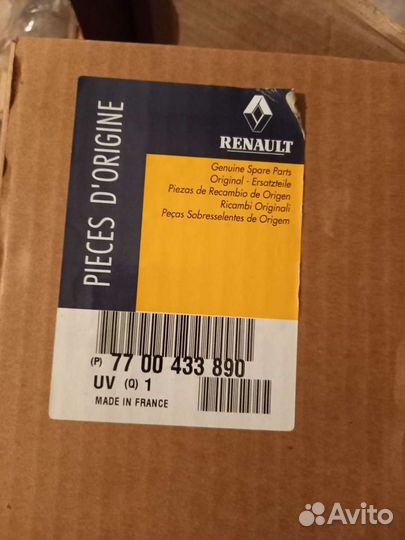 PIECES D'ORIGINE
RENAULT
Genuine Spare Parts
Original - Ersatzteile
Piezas de Recambio de Origen
Ricambi Originali
Peças Sobresselentes de Origem
(P) 77 00 433 890
UV (Q) 1
MADE IN FRANCE
Avito